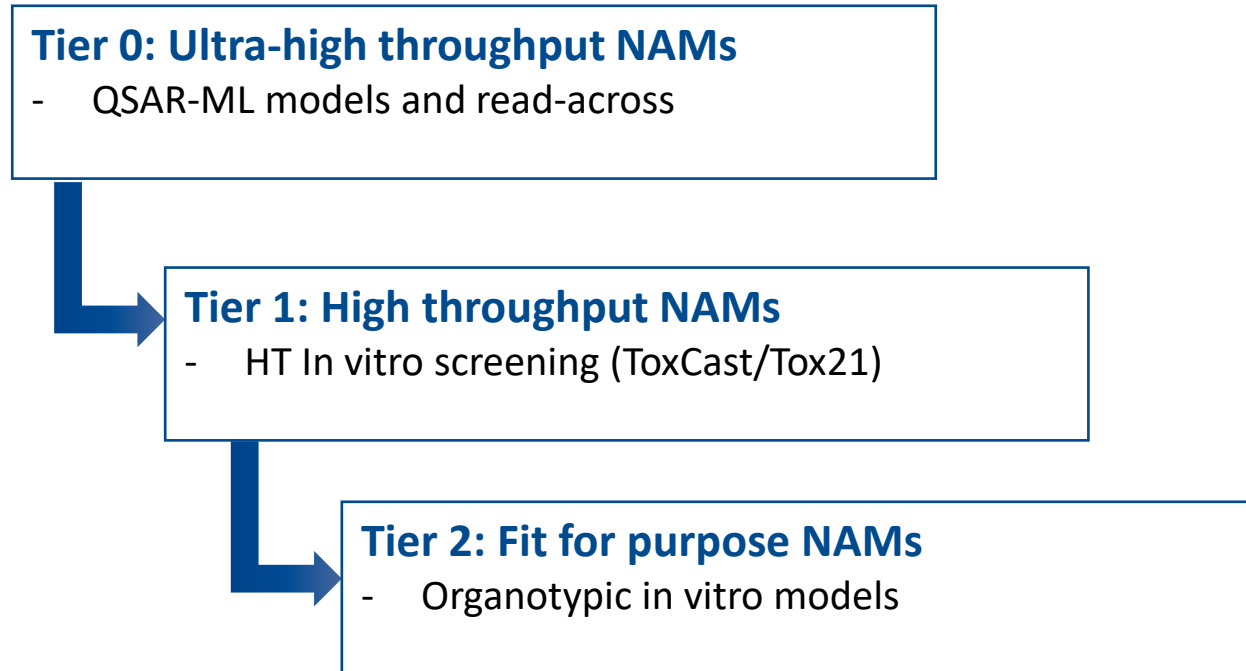 Tier 0: Ultra-high throughput NAMs
- QSAR-ML models and read-across
Tier 1: High throughput NAMs
- HT In vitro screening (ToxCast/Tox21)
Tier 2: Fit for purpose NAMs
- Organotypic in vitro models